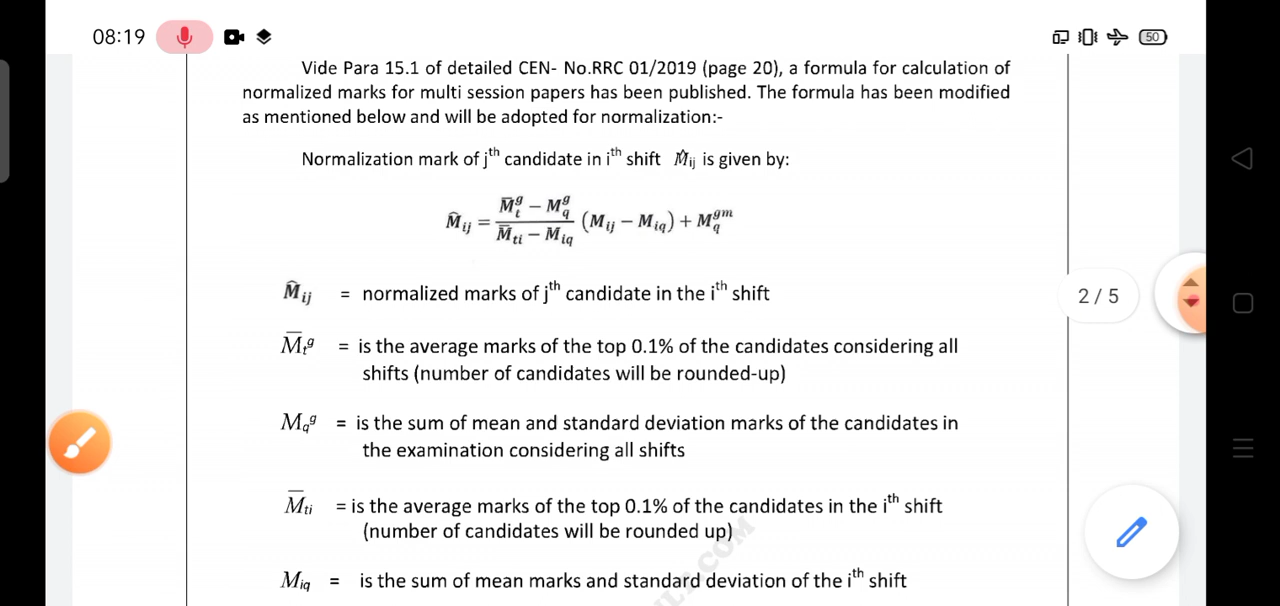 08:19
50
Vide Para 15.1 of detailed CEN- No.RRC 01/2019 (page 20), a formula for calculation of
normalized marks for multi session papers has been published. The formula has been modified
as mentioned below and will be adopted for normalization:-
Normalization mark of jth candidate in ith shift M̂ij is given by:
M̂ij = (M̄tg − Mqg) / (M̄ti − Miq) (Mij − Miq) + Mqgm
M̂ij = normalized marks of jth candidate in the ith shift
M̄tg = is the average marks of the top 0.1% of the candidates considering all
shifts (number of candidates will be rounded-up)
2 / 5
Mqg = is the sum of mean and standard deviation marks of the candidates in
the examination considering all shifts
M̄ti = is the average marks of the top 0.1% of the candidates in the ith shift
(number of candidates will be rounded up)
Miq = is the sum of mean marks and standard deviation of the ith shift